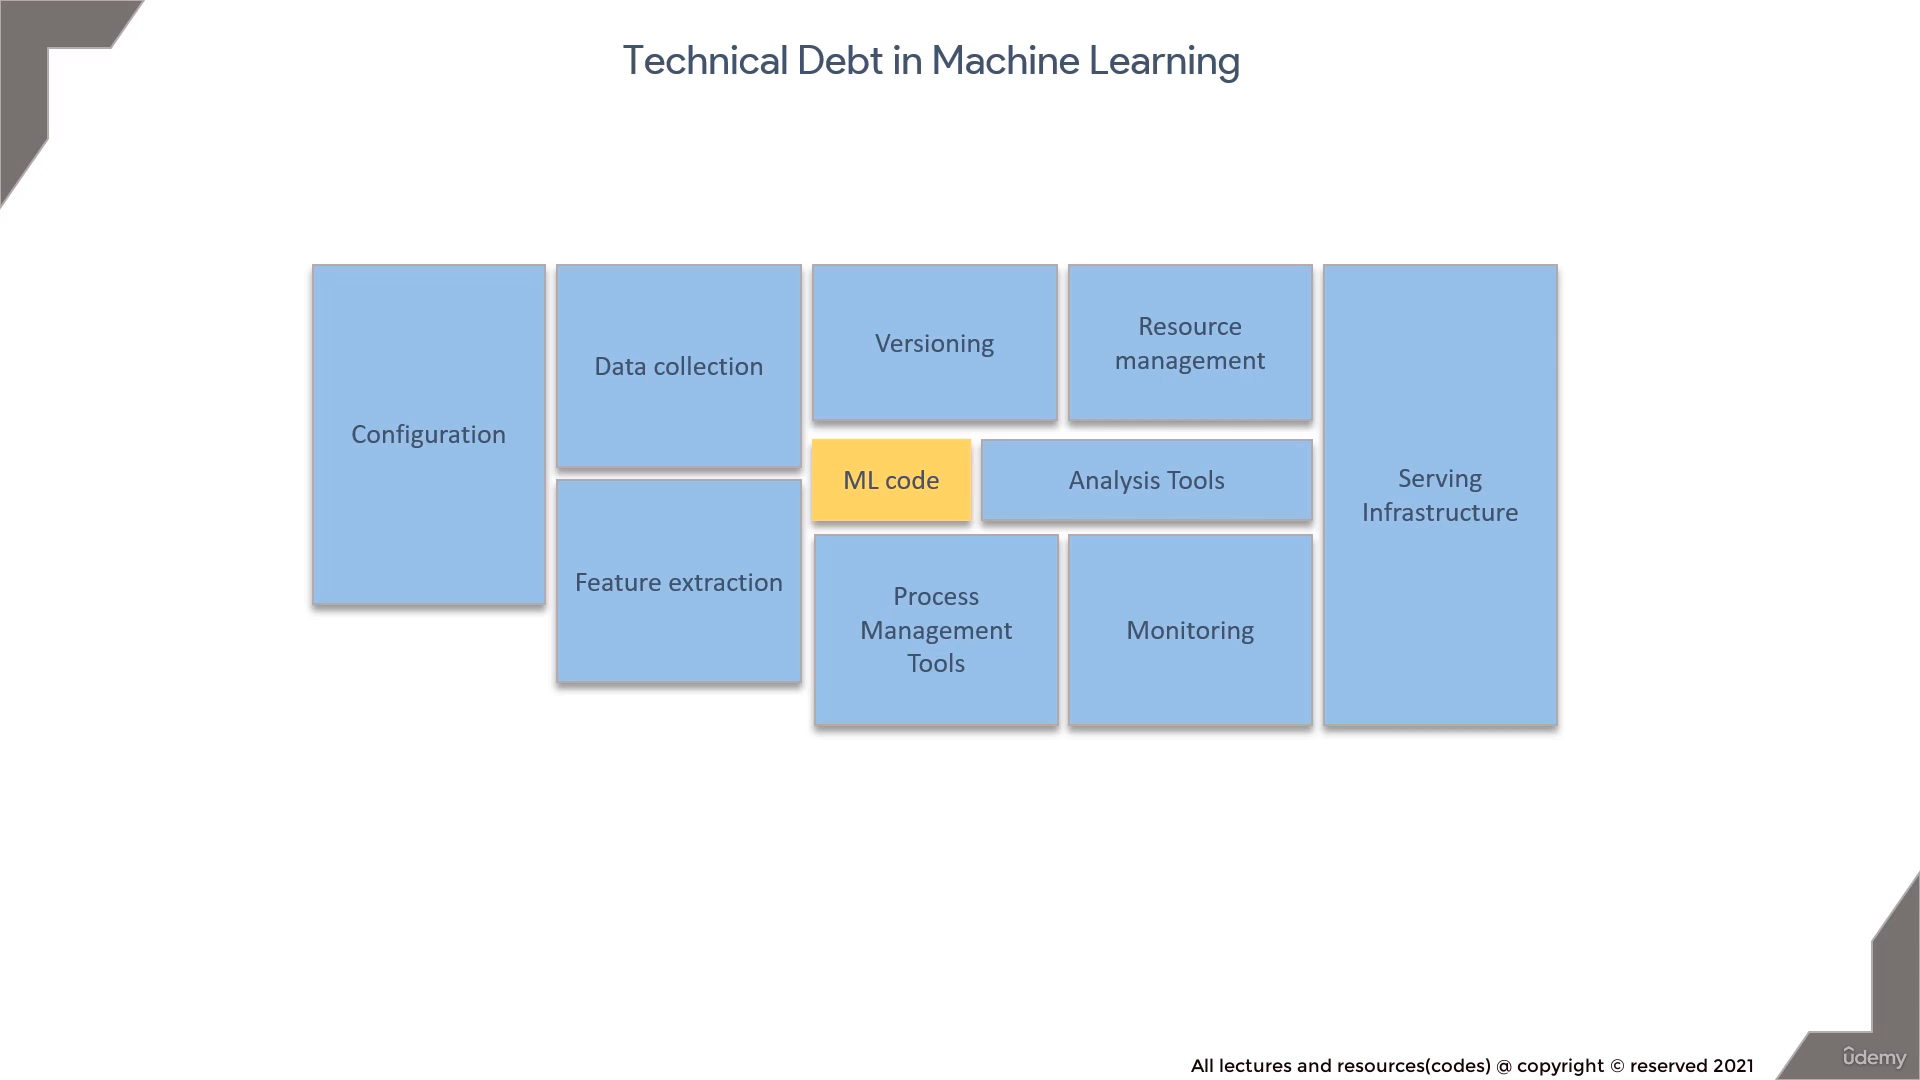 Technical Debt in Machine Learning
Configuration
Data collection
Feature extraction
Versioning
Resource
management
ML code
Analysis Tools
Process
Management
Tools
Monitoring
Serving
Infrastructure
All lectures and resources(codes) @ copyright © reserved 2021
ûdemy